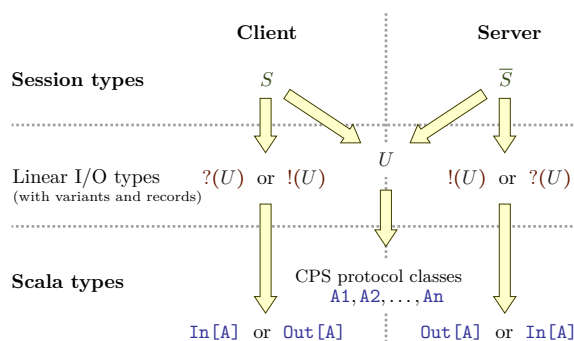 Client Server
Session types S S̅
U
Linear I/O types ?(U) or !(U) !(U) or ?(U)
(with variants and records)
CPS protocol classes
Scala types A1, A2, ..., An
In[A] or Out[A] Out[A] or In[A]